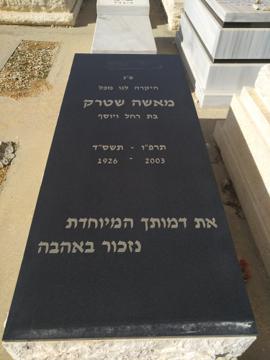 פ״נ
היקרה לנו מכל
מאשה שטרק
בת רחל ויוסף
תרפ״ו - תשס״ד
1926 - 2003
את דמותך המיוחדת
נזכור באהבה